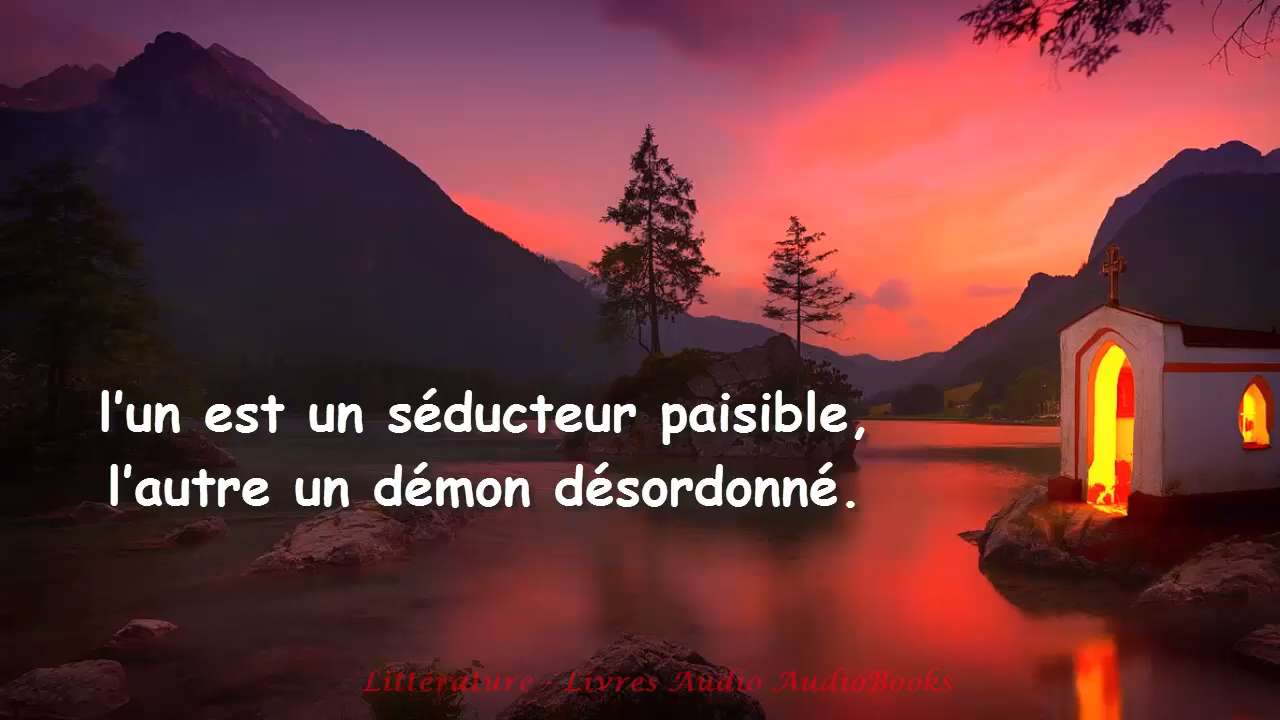 l'un est un séducteur paisible,
l'autre un démon désordonné.
Littérature - Livres Audio AudioBooks